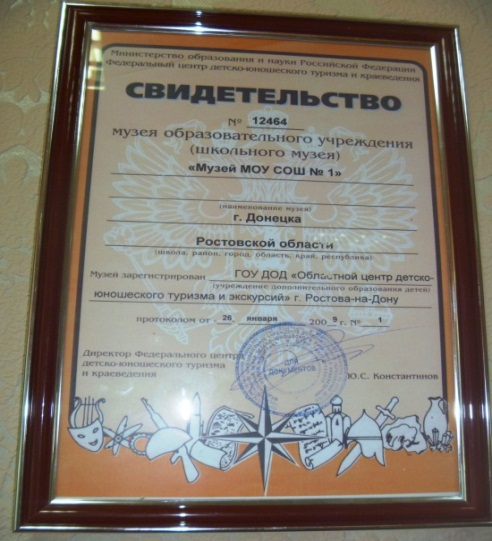 Министерство образования и науки Российской Федерации
Федеральный центр детско-юношеского туризма и краеведения
СВИДЕТЕЛЬСТВО
№ 12464
музея образовательного учреждения
(школьного музея)
«Музей МОУ СОШ № 1»
(наименование музея)
г. Донецка
Ростовской области
(школа, район, город, область, край, республика)
Музей зарегистрирован ГОУ ДОД «Областной центр детско-
(учреждение дополнительного образования детей)
юношеского туризма и экскурсий» г. Ростова-на-Дону
протоколом от 26 января 2009 г. № 1
Директор Федерального центра
детско-юношеского туризма
и краеведения
Ю.С. Константинов
ДЛЯ
ДОКУМЕНТОВ